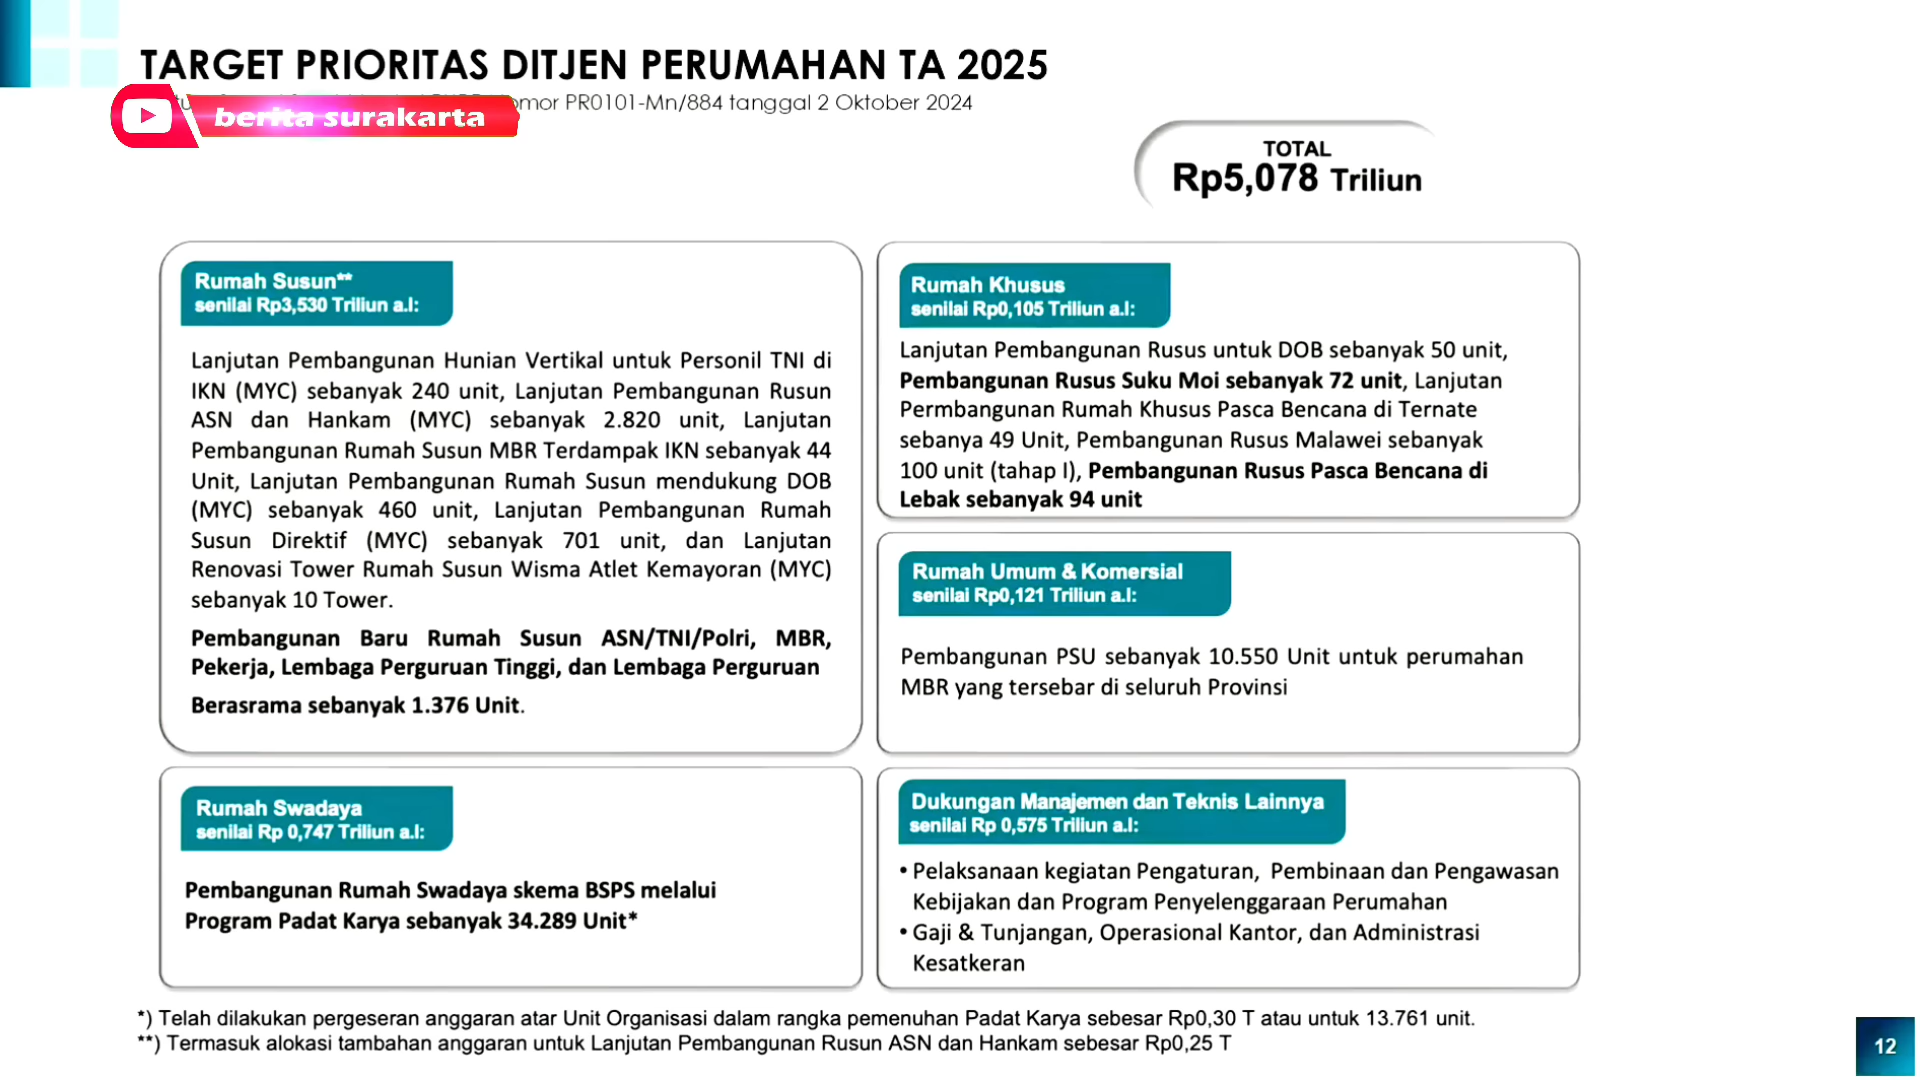 TARGET PRIORITAS DITJEN PERUMAHAN TA 2025
omor PR0101-Mn/884 tanggal 2 Oktober 2024
berita surakarta
TOTAL
Rp5,078 Triliun
Rumah Susun**
senilai Rp3,530 Triliun a.l:
Lanjutan Pembangunan Hunian Vertikal untuk Personil TNI di
IKN (MYC) sebanyak 240 unit, Lanjutan Pembangunan Rusun
ASN dan Hankam (MYC) sebanyak 2.820 unit, Lanjutan
Pembangunan Rumah Susun MBR Terdampak IKN sebanyak 44
Unit, Lanjutan Pembangunan Rumah Susun mendukung DOB
(MYC) sebanyak 460 unit, Lanjutan Pembangunan Rumah
Susun Direktif (MYC) sebanyak 701 unit, dan Lanjutan
Renovasi Tower Rumah Susun Wisma Atlet Kemayoran (MYC)
sebanyak 10 Tower.
Pembangunan Baru Rumah Susun ASN/TNI/Polri, MBR,
Pekerja, Lembaga Perguruan Tinggi, dan Lembaga Perguruan
Berasrama sebanyak 1.376 Unit.
Rumah Khusus
senilai Rp0,105 Triliun a.l:
Lanjutan Pembangunan Rusus untuk DOB sebanyak 50 unit,
Pembangunan Rusus Suku Moi sebanyak 72 unit, Lanjutan
Permbangunan Rumah Khusus Pasca Bencana di Ternate
sebanya 49 Unit, Pembangunan Rusus Malawei sebanyak
100 unit (tahap I), Pembangunan Rusus Pasca Bencana di
Lebak sebanyak 94 unit
Rumah Umum & Komersial
senilai Rp0,121 Triliun a.l:
Pembangunan PSU sebanyak 10.550 Unit untuk perumahan
MBR yang tersebar di seluruh Provinsi
Rumah Swadaya
senilai Rp 0,747 Triliun a.l:
Pembangunan Rumah Swadaya skema BSPS melalui
Program Padat Karya sebanyak 34.289 Unit*
Dukungan Manajemen dan Teknis Lainnya
senilai Rp 0,575 Triliun a.l:
• Pelaksanaan kegiatan Pengaturan, Pembinaan dan Pengawasan
Kebijakan dan Program Penyelenggaraan Perumahan
• Gaji & Tunjangan, Operasional Kantor, dan Administrasi
Kesatkeran
*) Telah dilakukan pergeseran anggaran atar Unit Organisasi dalam rangka pemenuhan Padat Karya sebesar Rp0,30 T atau untuk 13.761 unit.
**) Termasuk alokasi tambahan anggaran untuk Lanjutan Pembangunan Rusun ASN dan Hankam sebesar Rp0,25 T
12